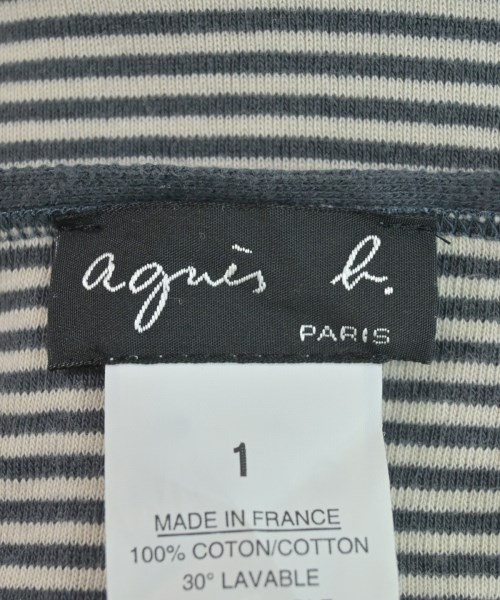 agnès b.
PARIS
1
MADE IN FRANCE
100% COTON/COTTON
30° LAVABLE